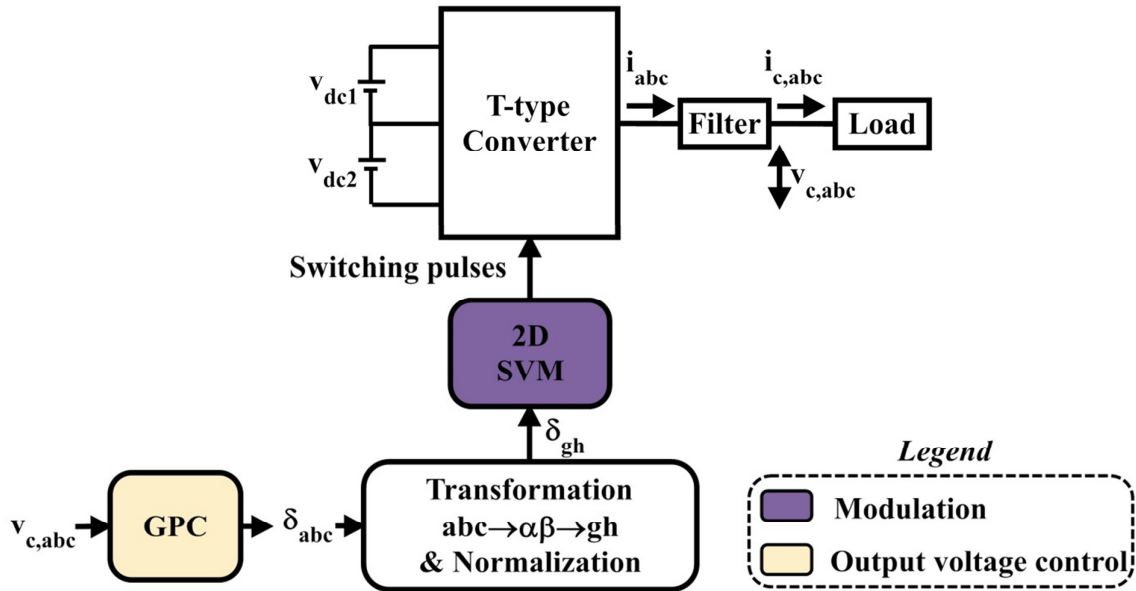 v_dc1
v_dc2
T-type
Converter
i_abc
Filter
i_c,abc
Load
v_c,abc
Switching pulses
2D
SVM
δ_gh
v_c,abc
GPC
δ_abc
Transformation
abc→αβ→gh
& Normalization
Legend
Modulation
Output voltage control